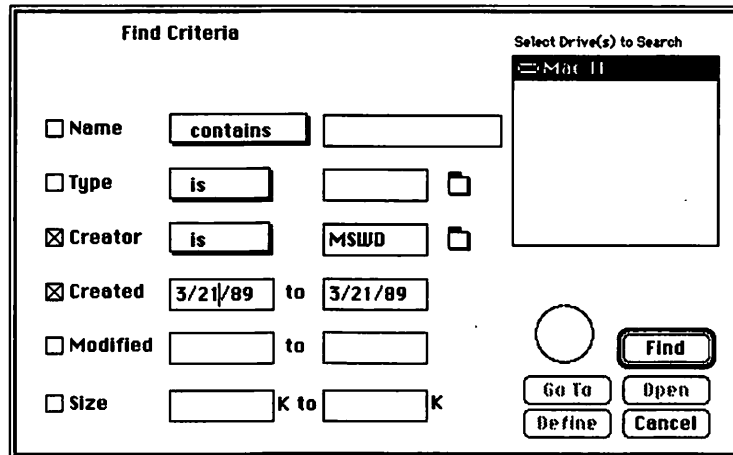 Find Criteria
Select Drive(s) to Search
Mac II
Name contains
Type is
Creator is MSWD
Created 3/21/89 to 3/21/89
Modified to
Find
Size K to K
Go To Open
Define Cancel